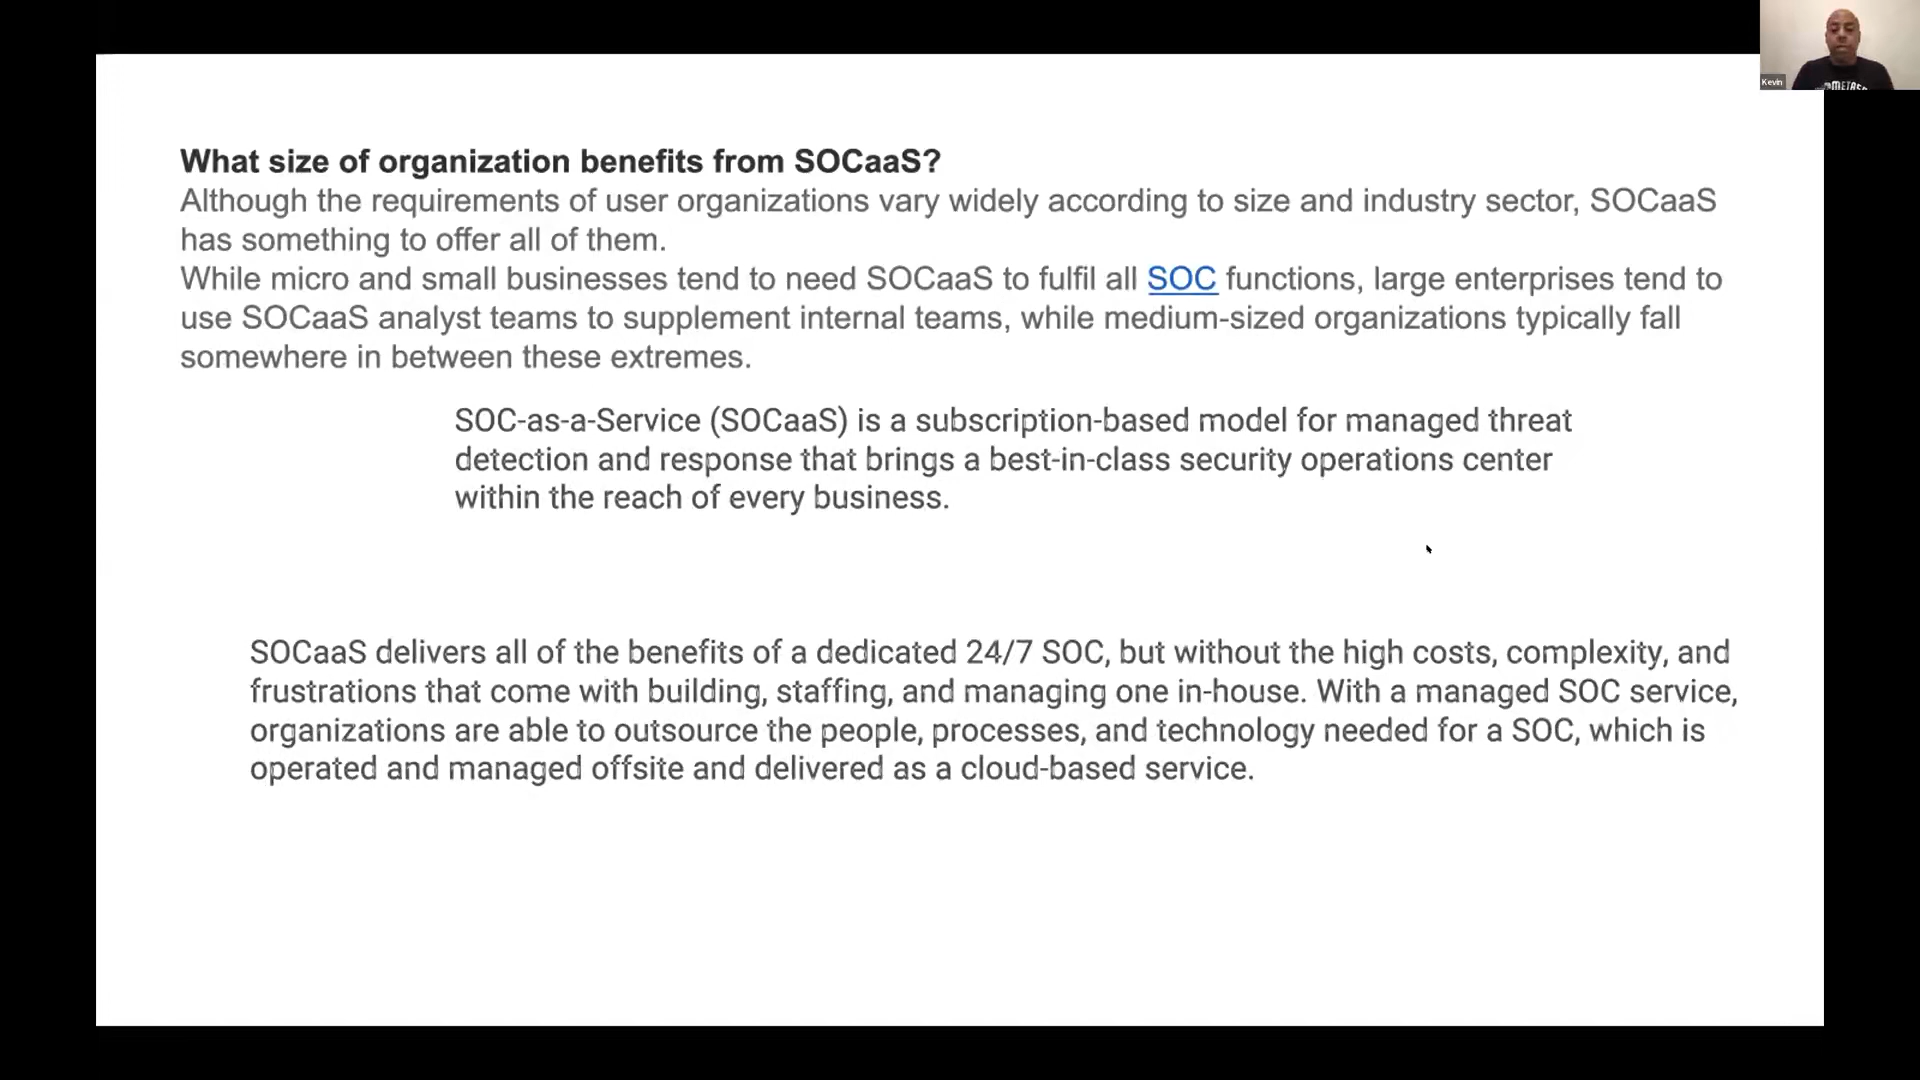 Kevin
What size of organization benefits from SOCaaS?
Although the requirements of user organizations vary widely according to size and industry sector, SOCaaS
has something to offer all of them.
While micro and small businesses tend to need SOCaaS to fulfil all SOC functions, large enterprises tend to
use SOCaaS analyst teams to supplement internal teams, while medium-sized organizations typically fall
somewhere in between these extremes.
SOC-as-a-Service (SOCaaS) is a subscription-based model for managed threat
detection and response that brings a best-in-class security operations center
within the reach of every business.
SOCaaS delivers all of the benefits of a dedicated 24/7 SOC, but without the high costs, complexity, and
frustrations that come with building, staffing, and managing one in-house. With a managed SOC service,
organizations are able to outsource the people, processes, and technology needed for a SOC, which is
operated and managed offsite and delivered as a cloud-based service.